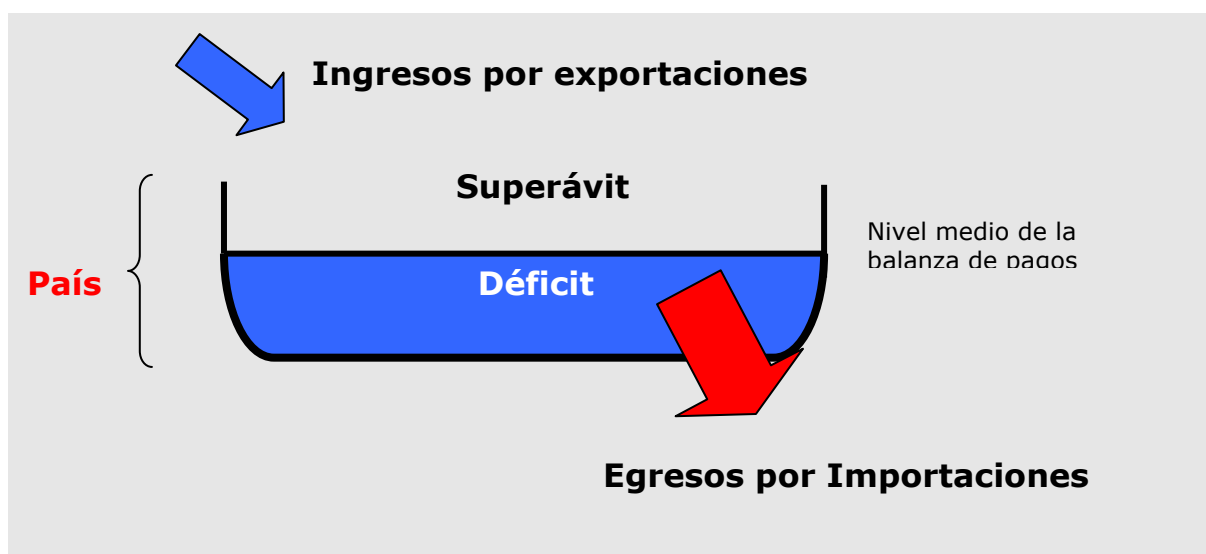 Ingresos por exportaciones
Superávit
Nivel medio de la
balanza de pagos
País
Déficit
Egresos por Importaciones